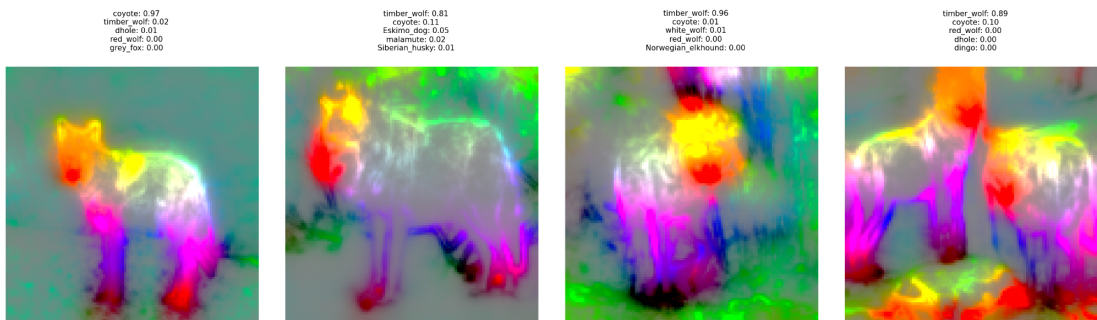 coyote: 0.97
timber_wolf: 0.02
dhole: 0.01
red_wolf: 0.00
grey_fox: 0.00
timber_wolf: 0.81
coyote: 0.11
Eskimo_dog: 0.05
malamute: 0.02
Siberian_husky: 0.01
timber_wolf: 0.96
coyote: 0.01
white_wolf: 0.01
red_wolf: 0.00
Norwegian_elkhound: 0.00
timber_wolf: 0.89
coyote: 0.10
red_wolf: 0.00
dhole: 0.00
dingo: 0.00